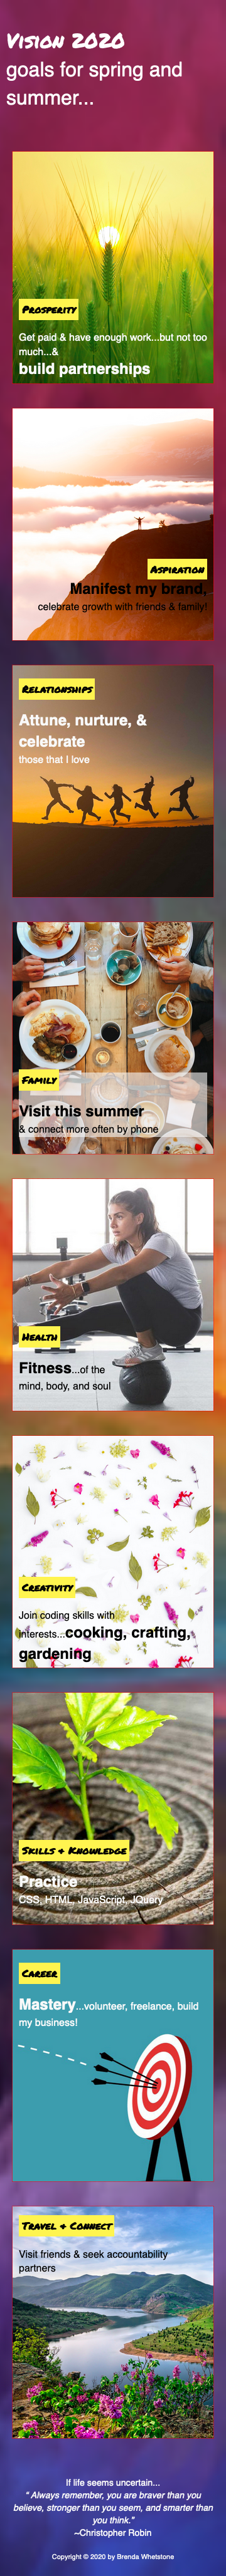 Vision 2020
goals for spring and
summer...
Prosperity
Get paid & have enough work...but not too
much...&
build partnerships
Aspiration
Manifest my brand,
celebrate growth with friends & family!
Relationships
Attune, nurture, &
celebrate
those that I love
Family
Visit this summer
& connect more often by phone
Health
Fitness...of the
mind, body, and soul
Creativity
Join coding skills with
interests...cooking, crafting,
gardening
Skills & Knowledge
Practice
CSS, HTML, JavaScript, JQuery
Career
Mastery...volunteer, freelance, build
my business!
Travel & Connect
Visit friends & seek accountability
partners
If life seems uncertain...
" Always remember, you are braver than you
believe, stronger than you seem, and smarter than
you think."
~Christopher Robin
Copyright © 2020 by Brenda Whetstone